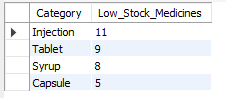 Category Low_Stock_Medicines
Injection 11
Tablet 9
Syrup 8
Capsule 5